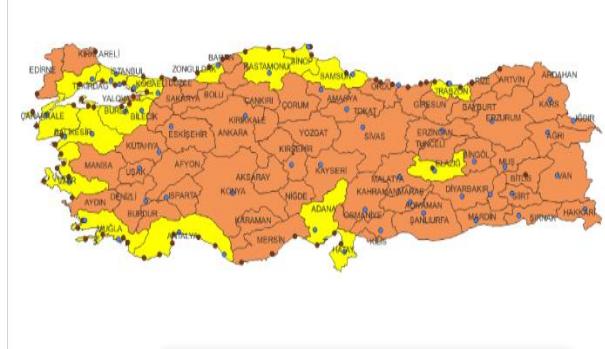 KIRKLARELİ
EDİRNE
TEKİRDAĞ
İSTANBUL
KOCAELİ
DÜZCE
ZONGULDAK
BARTIN
KASTAMONU
SİNOP
SAMSUN
ORDU
TRABZON
RİZE
ARTVİN
ARDAHAN
YALOVA
SAKARYA
BOLU
ÇANKIRI
ÇORUM
AMASYA
TOKAT
GİRESUN
BAYBURT
KARS
IĞDIR
ÇANAKKALE
BALIKESİR
BURSA
BİLECİK
ESKİŞEHİR
KIRIKKALE
ANKARA
YOZGAT
SİVAS
ERZİNCAN
TUNCELİ
ERZURUM
AĞRI
KÜTAHYA
MANİSA
UŞAK
AFYON
AKSARAY
KIRŞEHİR
KAYSERİ
MALATYA
ELAZIĞ
BİNGÖL
MUŞ
BİTLİS
VAN
İZMİR
AYDIN
DENİZLİ
ISPARTA
BURDUR
KONYA
NİĞDE
KAHRAMANMARAŞ
ADIYAMAN
DİYARBAKIR
SİİRT
MUĞLA
ANTALYA
KARAMAN
MERSİN
ADANA
OSMANİYE
HATAY
KİLİS
ŞANLIURFA
MARDİN
ŞIRNAK
HAKKARİ